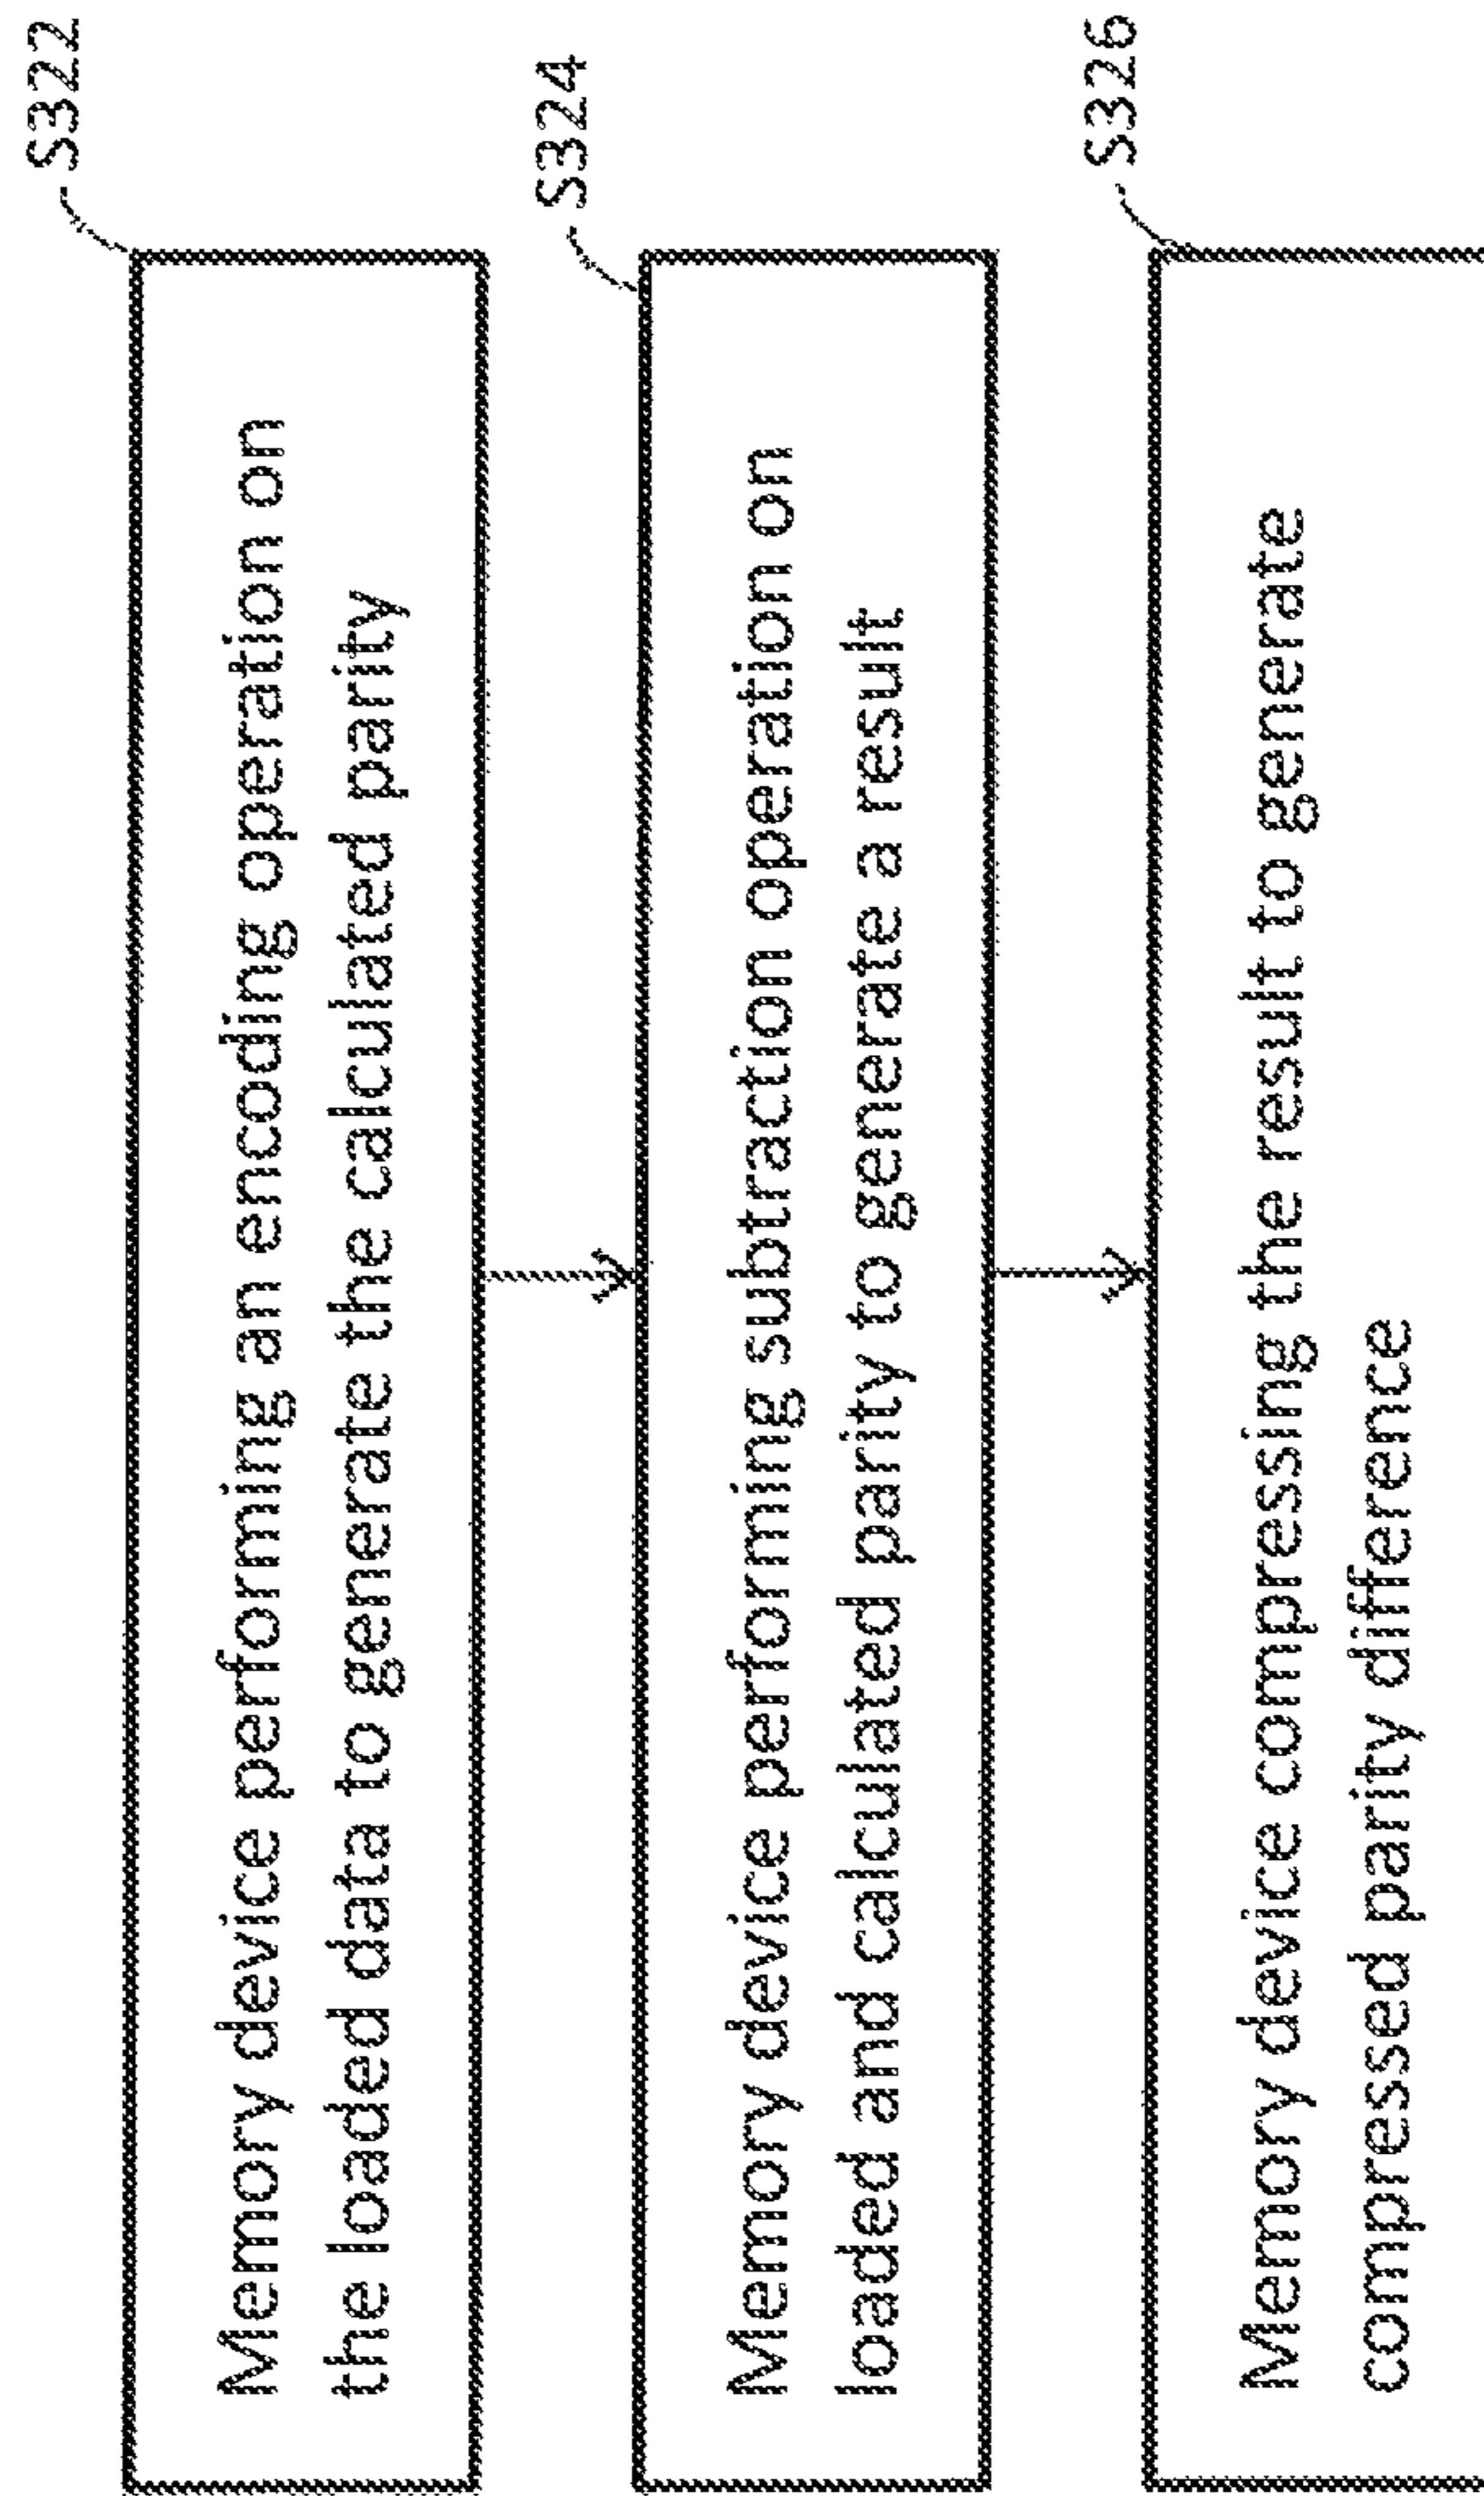 S322
Memory device performing an encoding operation on
the loaded data to generate the calculated parity
S324
Memory device performing subtraction operation on
loaded and calculated parity to generate a result
S326
Memory device compressing the result to generate
compressed parity difference